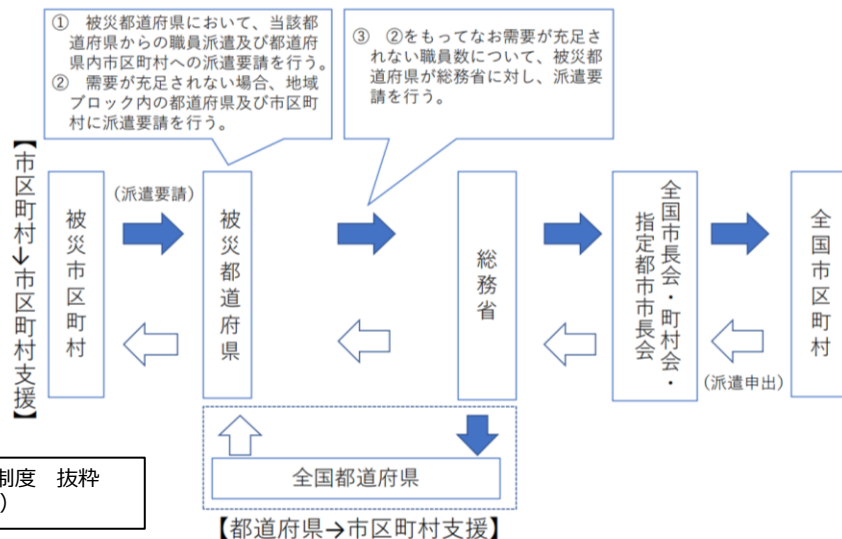 ① 被災都道府県において、当該都
道府県からの職員派遣及び都道府
県内市区町村への派遣要請を行う。
② 需要が充足されない場合、地域
ブロック内の都道府県及び市区町
村に派遣要請を行う。
③ ②をもってなお需要が充足さ
れない職員数について、被災都
道府県が総務省に対し、派遣要
請を行う。
【市区町村→市区町村支援】
被災市区町村
(派遣要請)
被災都道府県
総務省
全国市長会・町村会・
指定都市市長会
全国市区町村
(派遣申出)
全国都道府県
制度 抜粋
)
【都道府県→市区町村支援】